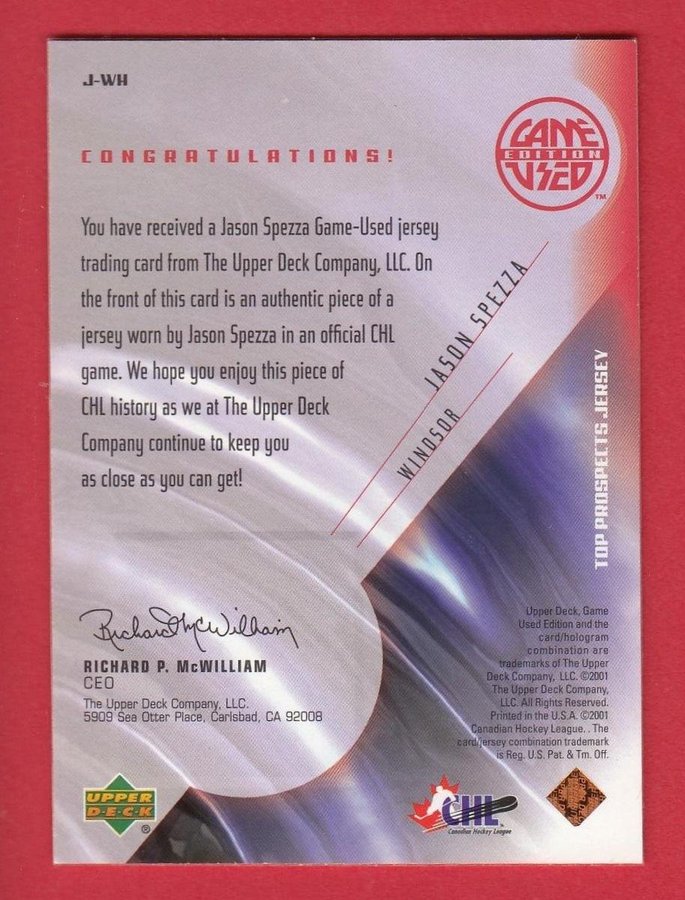 J-WH
GAME
EDITION
USED
TM
CONGRATULATIONS!
You have received a Jason Spezza Game-Used jersey
trading card from The Upper Deck Company, LLC. On
the front of this card is an authentic piece of a
jersey worn by Jason Spezza in an official CHL
game. We hope you enjoy this piece of
CHL history as we at The Upper Deck
Company continue to keep you
as close as you can get!
JASON SPEZZA
WINDSOR
TOP PROSPECTS JERSEY
Richard P. McWilliam
RICHARD P. McWILLIAM
CEO
The Upper Deck Company, LLC.
5909 Sea Otter Place, Carlsbad, CA 92008
Upper Deck, Game
Used Edition and the
card/hologram
combination are
trademarks of The Upper
Deck Company, LLC. ©2001
The Upper Deck Company,
LLC. All Rights Reserved.
Printed in the U.S.A. ©2001
Canadian Hockey League. . The
card/jersey combination trademark
is Reg. U.S. Pat. & Tm. Off.
UPPER
DECK
®
CHL
Canadian Hockey League